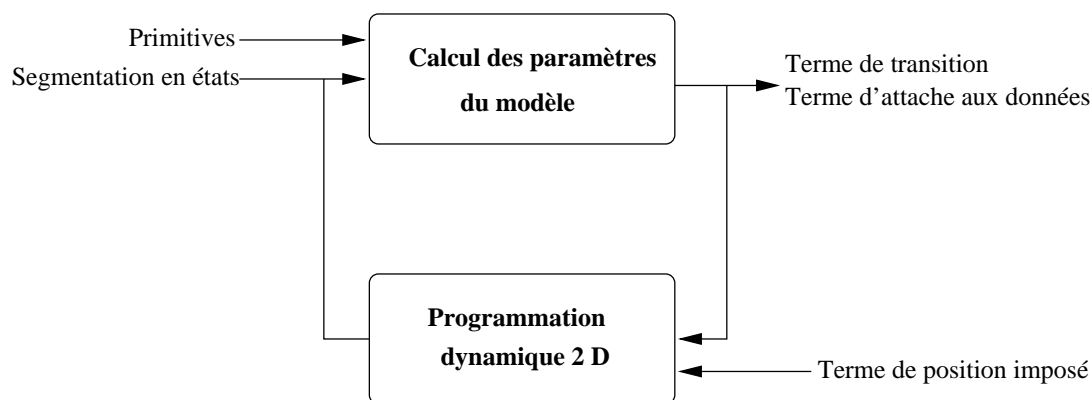 Primitives
Segmentation en états
Calcul des paramètres
du modèle
Terme de transition
Terme d'attache aux données
Programmation
dynamique 2 D
Terme de position imposé